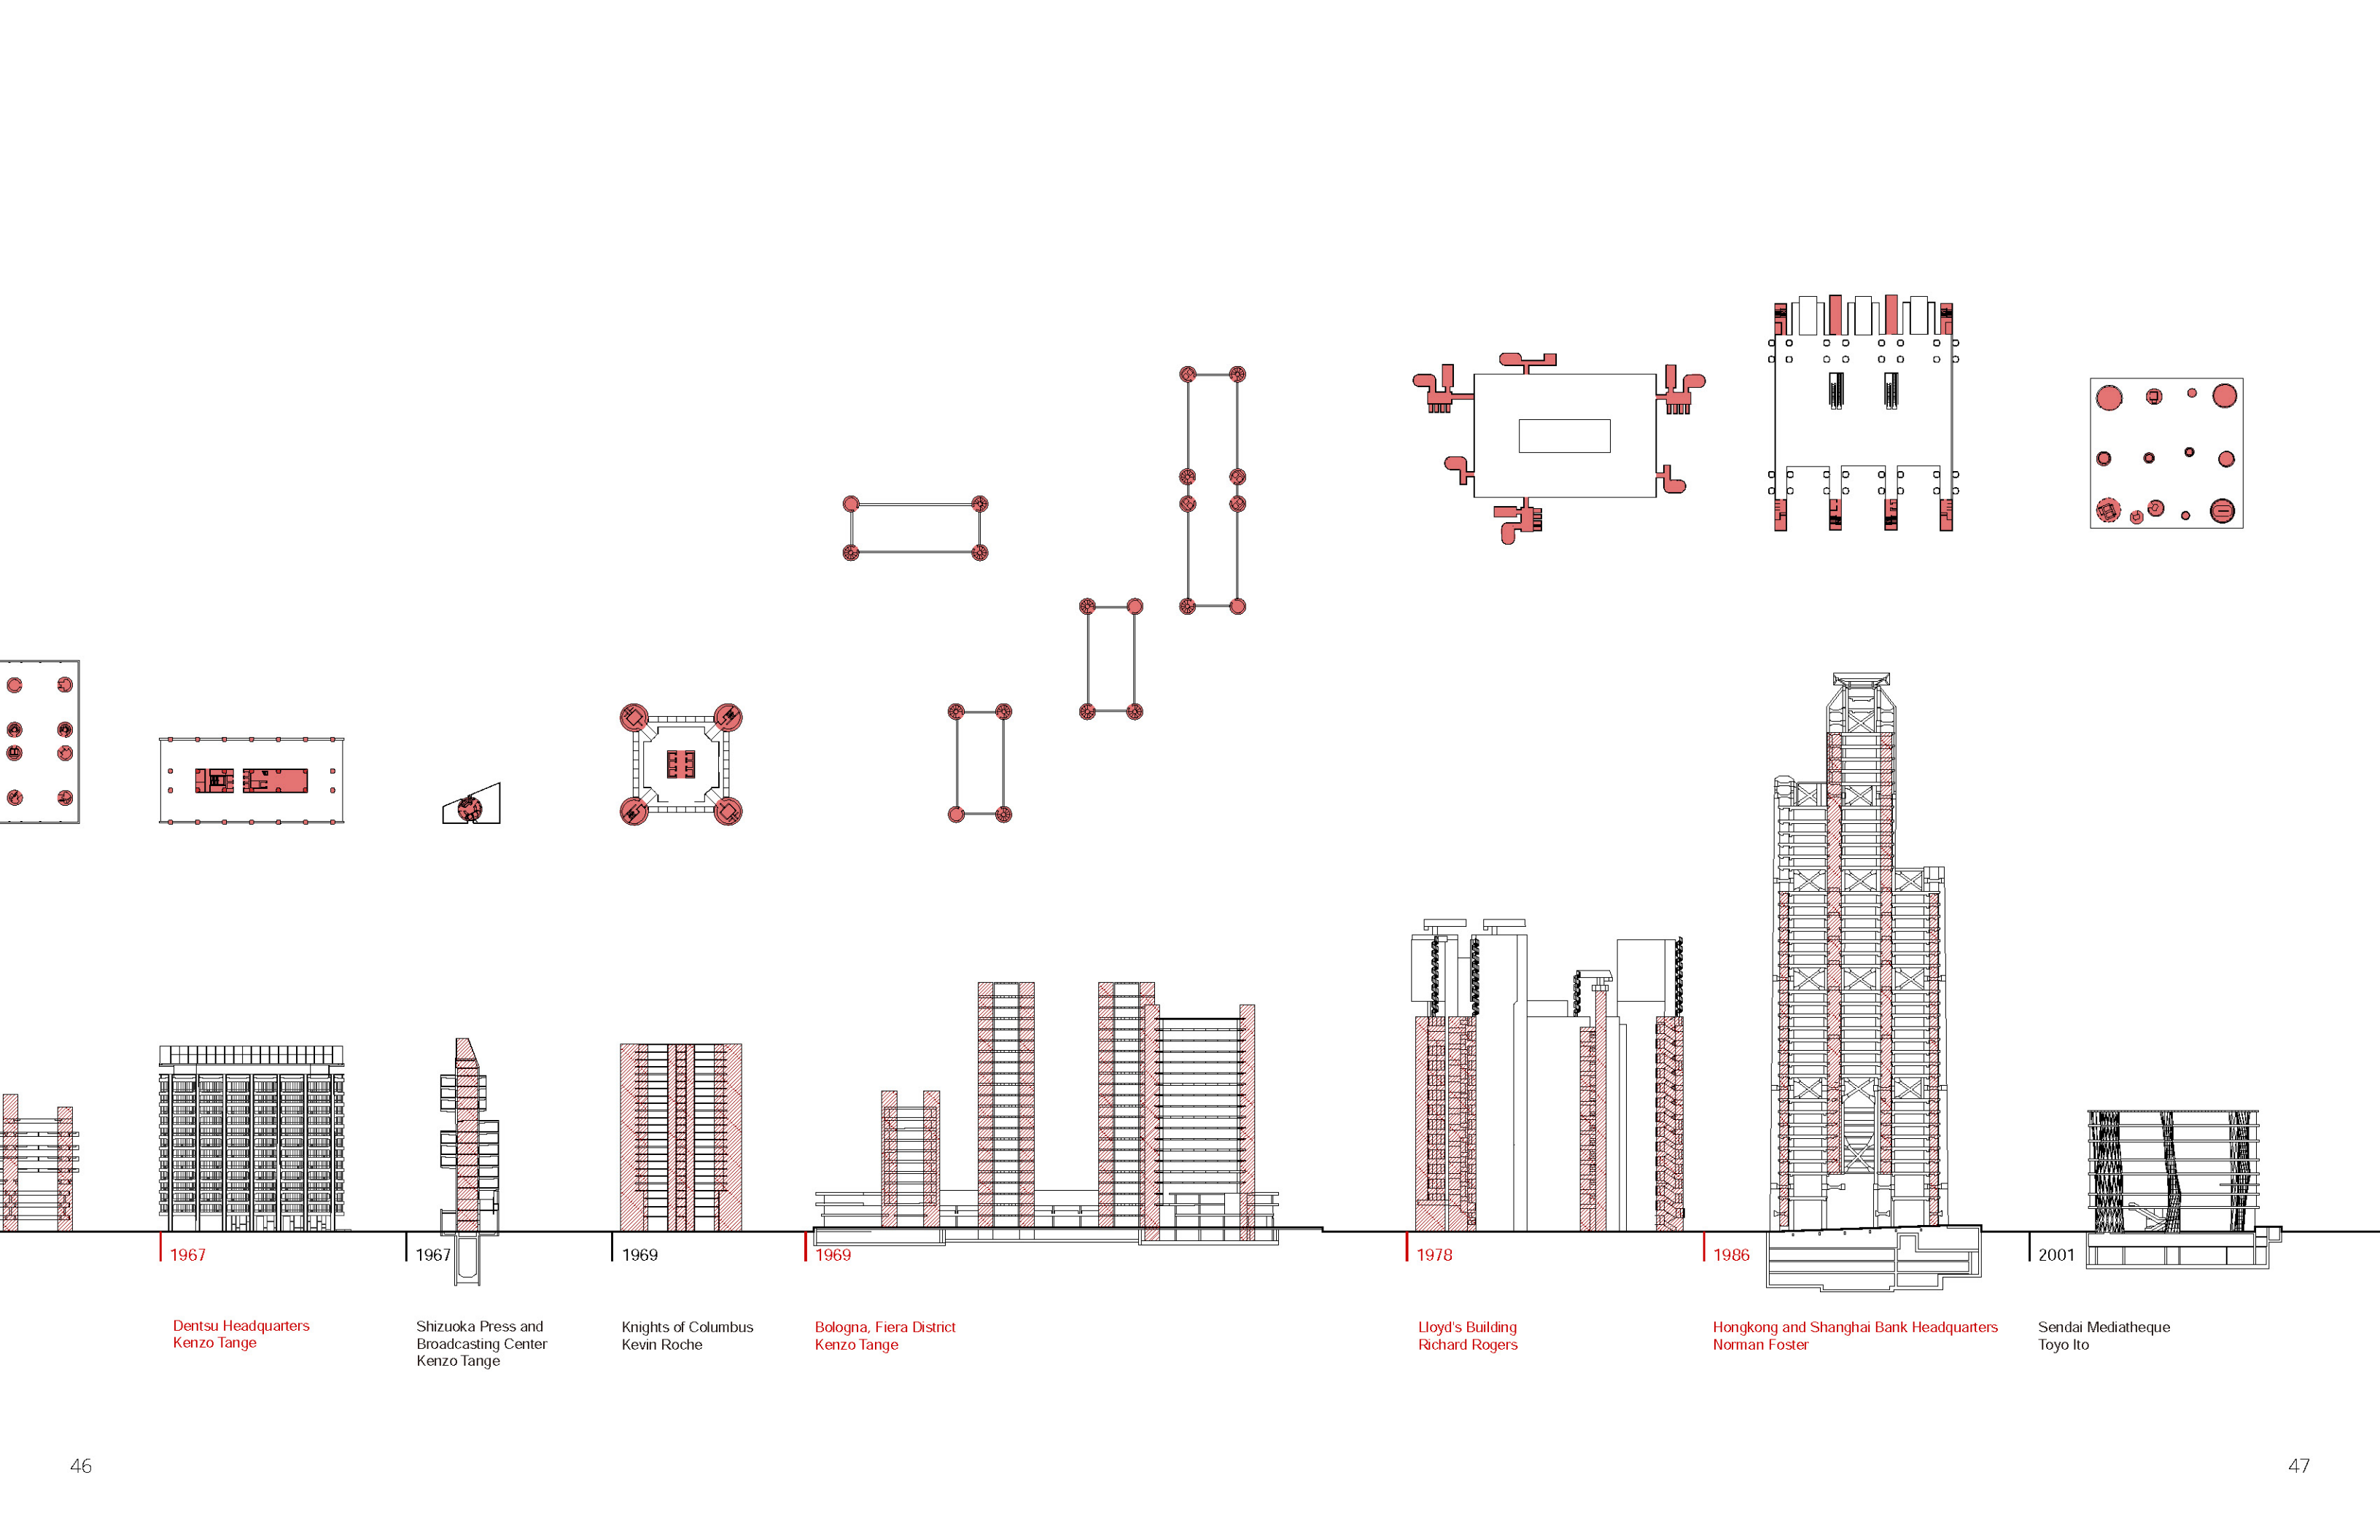 1967
1967
1969
1969
1978
1986
2001
Dentsu Headquarters
Kenzo Tange
Shizuoka Press and
Broadcasting Center
Kenzo Tange
Knights of Columbus
Kevin Roche
Bologna, Fiera District
Kenzo Tange
Lloyd's Building
Richard Rogers
Hongkong and Shanghai Bank Headquarters
Norman Foster
Sendai Mediatheque
Toyo Ito
46
47